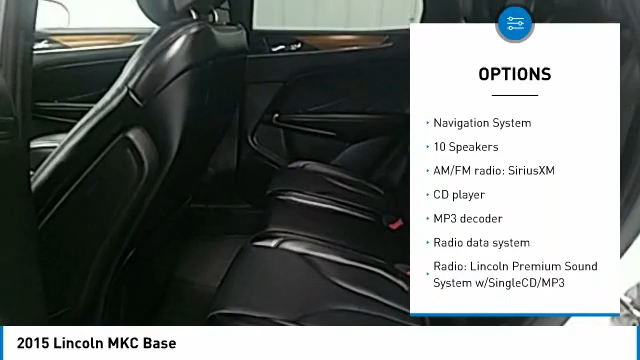 OPTIONS
Navigation System
10 Speakers
AM/FM radio: SiriusXM
CD player
MP3 decoder
Radio data system
Radio: Lincoln Premium Sound
System w/SingleCD/MP3
2015 Lincoln MKC Base